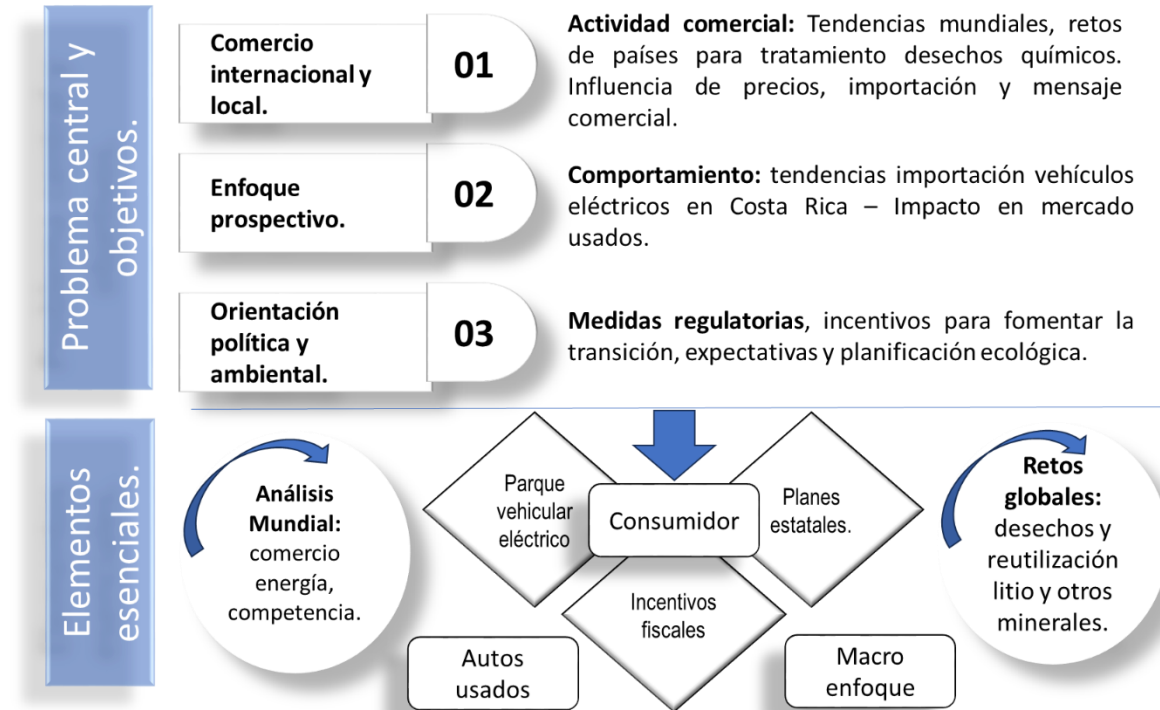 Problema central y
objetivos.
Comercio
internacional y
local.
01
Actividad comercial: Tendencias mundiales, retos
de países para tratamiento desechos químicos.
Influencia de precios, importación y mensaje
comercial.
Enfoque
prospectivo.
02
Comportamiento: tendencias importación vehículos
eléctricos en Costa Rica – Impacto en mercado
usados.
Orientación
política y
ambiental.
03
Medidas regulatorias, incentivos para fomentar la
transición, expectativas y planificación ecológica.
Elementos
esenciales.
Análisis
Mundial:
comercio
energía,
competencia.
Parque
vehicular
eléctrico
Consumidor
Planes
estatales.
Incentivos
fiscales
Autos
usados
Macro
enfoque
Retos
globales:
desechos y
reutilización
litio y otros
minerales.